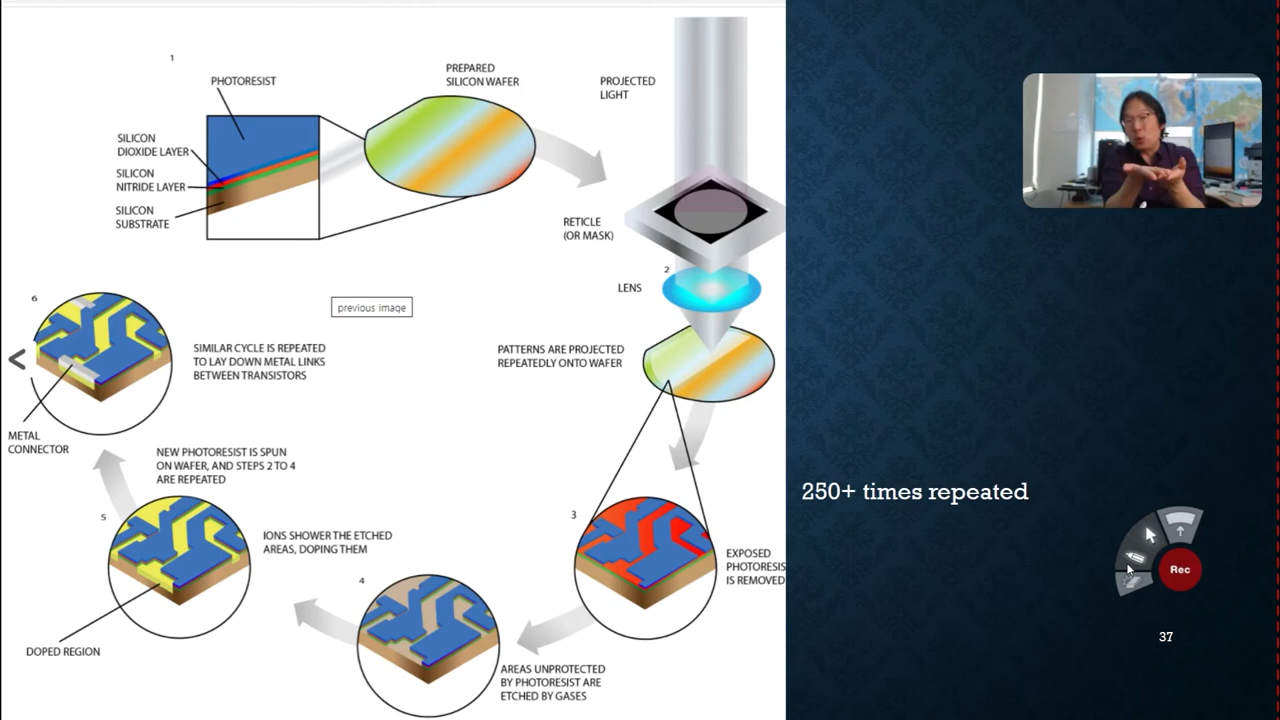 1
PHOTORESIST
PREPARED
SILICON WAFER
PROJECTED
LIGHT
SILICON
DIOXIDE LAYER
SILICON
NITRIDE LAYER
SILICON
SUBSTRATE
RETICLE
(OR MASK)
2
LENS
previous image
6
SIMILAR CYCLE IS REPEATED
TO LAY DOWN METAL LINKS
BETWEEN TRANSISTORS
PATTERNS ARE PROJECTED
REPEATEDLY ONTO WAFER
METAL
CONNECTOR
NEW PHOTORESIST IS SPUN
ON WAFER, AND STEPS 2 TO 4
ARE REPEATED
5
IONS SHOWER THE ETCHED
AREAS, DOPING THEM
3
EXPOSED
PHOTORESIS
IS REMOVED
4
DOPED REGION
AREAS UNPROTECTED
BY PHOTORESIST ARE
ETCHED BY GASES
250+ times repeated
Rec
37